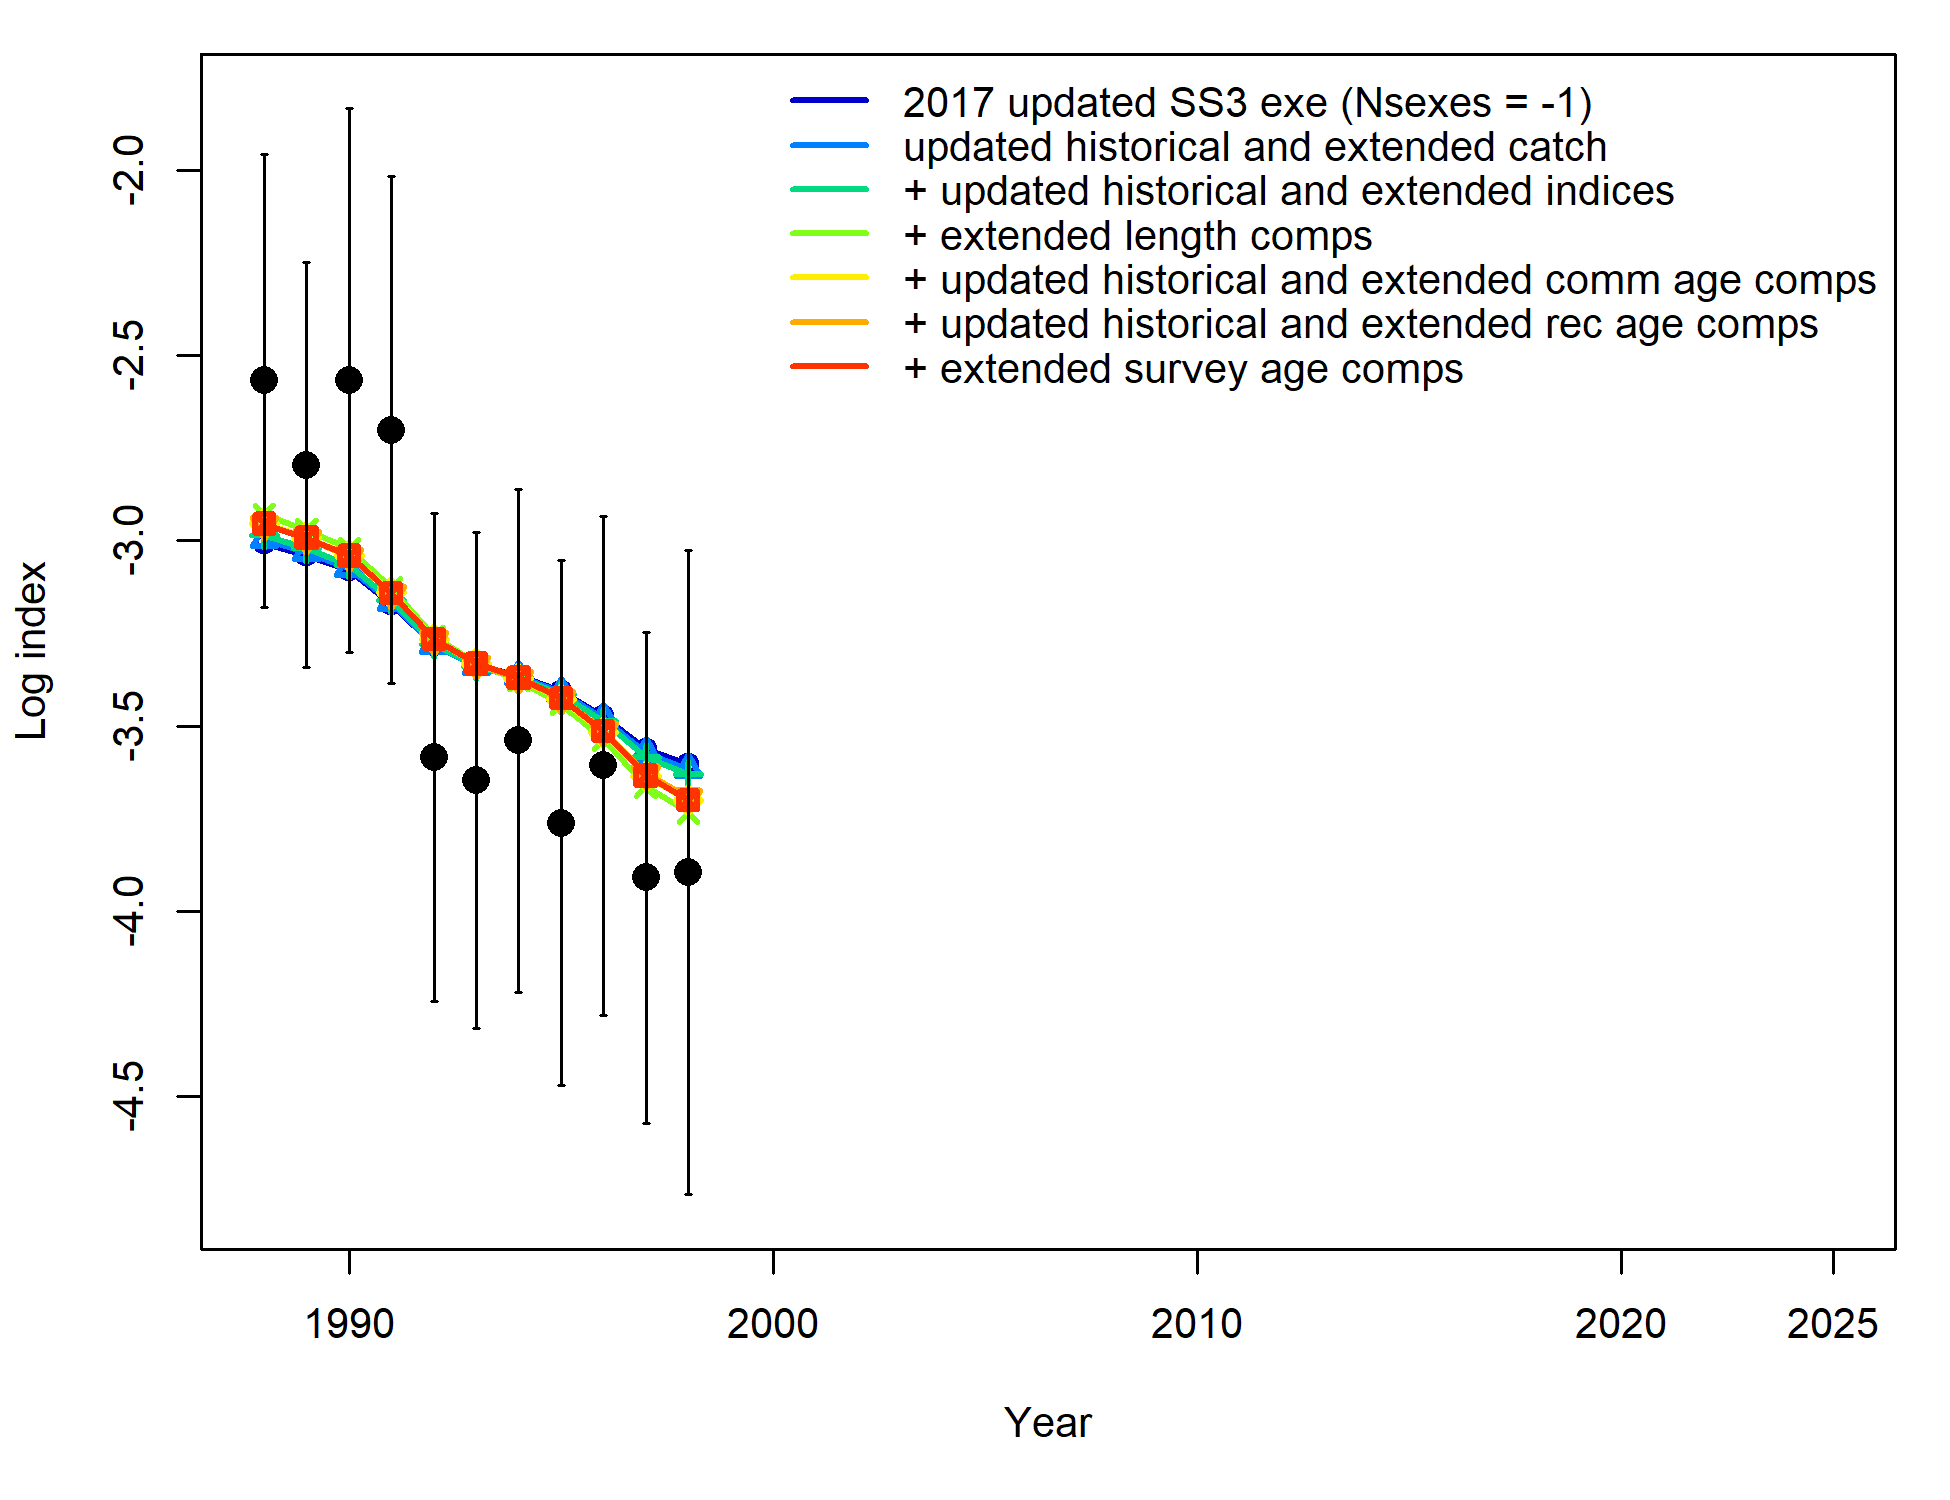 2017 updated SS3 exe (Nsexes = -1)
updated historical and extended catch
+ updated historical and extended indices
+ extended length comps
+ updated historical and extended comm age comps
+ updated historical and extended rec age comps
+ extended survey age comps
Log index
-2.0
-2.5
-3.0
-3.5
-4.0
-4.5
1990 2000 2010 2020 2025
Year